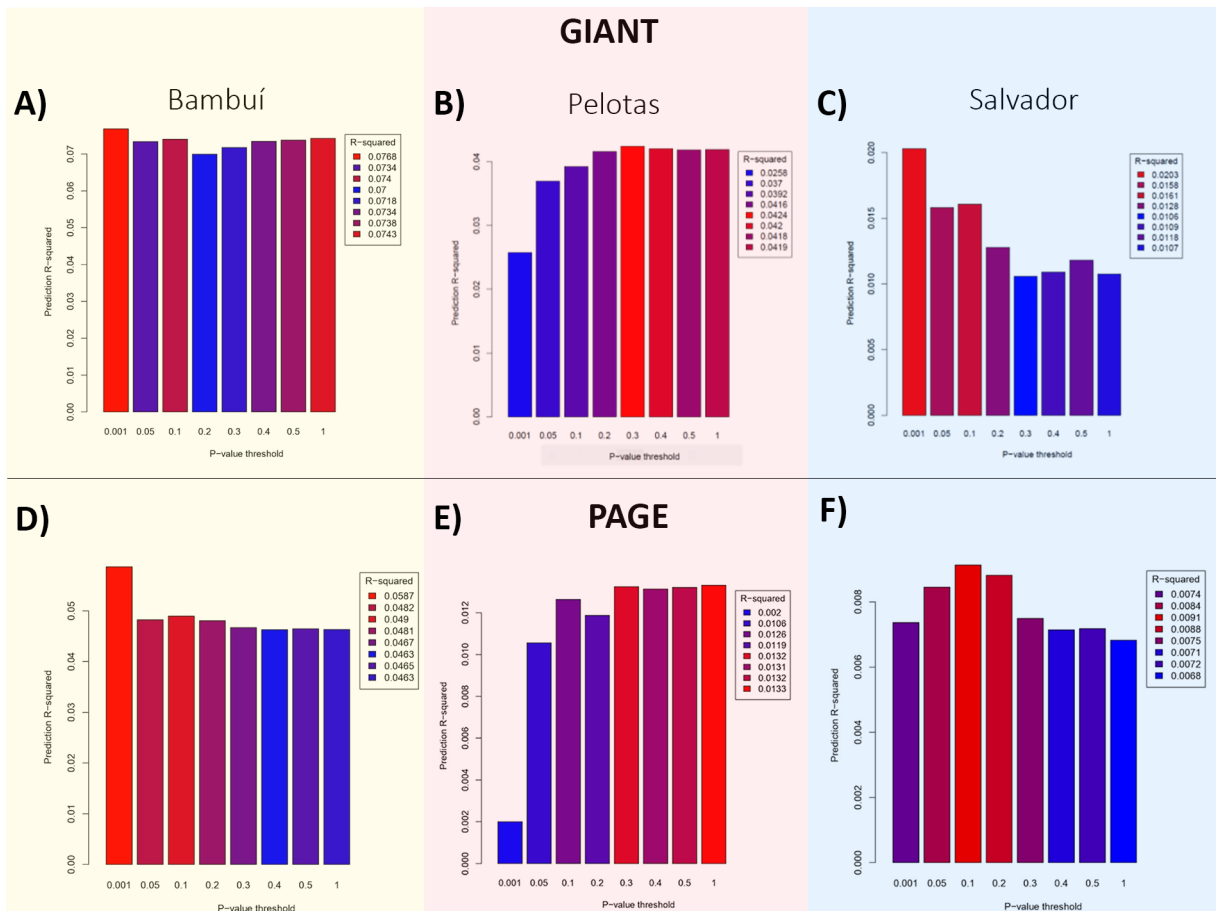 GIANT
A)
Bambuí
Prediction R-squared
0.00
0.01
0.02
0.03
0.04
0.05
0.06
0.07
0.001 0.05 0.1 0.2 0.3 0.4 0.5 1
P-value threshold
R-squared
0.0768
0.0734
0.074
0.07
0.0718
0.0734
0.0738
0.0743
B)
Pelotas
Prediction R-squared
0.00
0.01
0.02
0.03
0.04
0.001 0.05 0.1 0.2 0.3 0.4 0.5 1
P-value threshold
R-squared
0.0258
0.037
0.0392
0.0416
0.0424
0.042
0.0418
0.0419
C)
Salvador
Prediction R-squared
0.000
0.005
0.010
0.015
0.020
0.001 0.05 0.1 0.2 0.3 0.4 0.5 1
P-value threshold
R-squared
0.0203
0.0158
0.0161
0.0128
0.0106
0.0109
0.0118
0.0107
PAGE
D)
Prediction R-squared
0.00
0.01
0.02
0.03
0.04
0.05
0.001 0.05 0.1 0.2 0.3 0.4 0.5 1
P-value threshold
R-squared
0.0587
0.0482
0.049
0.0481
0.0467
0.0463
0.0465
0.0463
E)
Prediction R-squared
0.000
0.002
0.004
0.006
0.008
0.010
0.012
0.001 0.05 0.1 0.2 0.3 0.4 0.5 1
P-value threshold
R-squared
0.002
0.0106
0.0126
0.0119
0.0132
0.0131
0.0132
0.0133
F)
Prediction R-squared
0.000
0.002
0.004
0.006
0.008
0.001 0.05 0.1 0.2 0.3 0.4 0.5 1
P-value threshold
R-squared
0.0074
0.0084
0.0091
0.0088
0.0075
0.0071
0.0072
0.0068